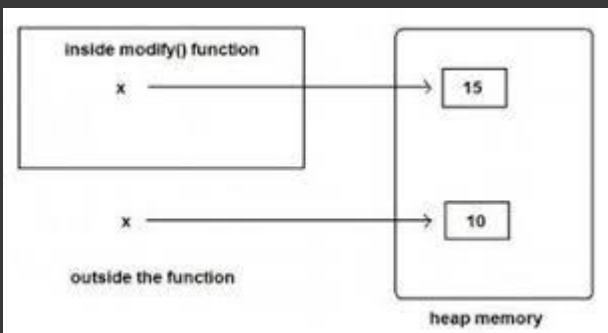 inside modify() function
x
15
x
10
outside the function
heap memory